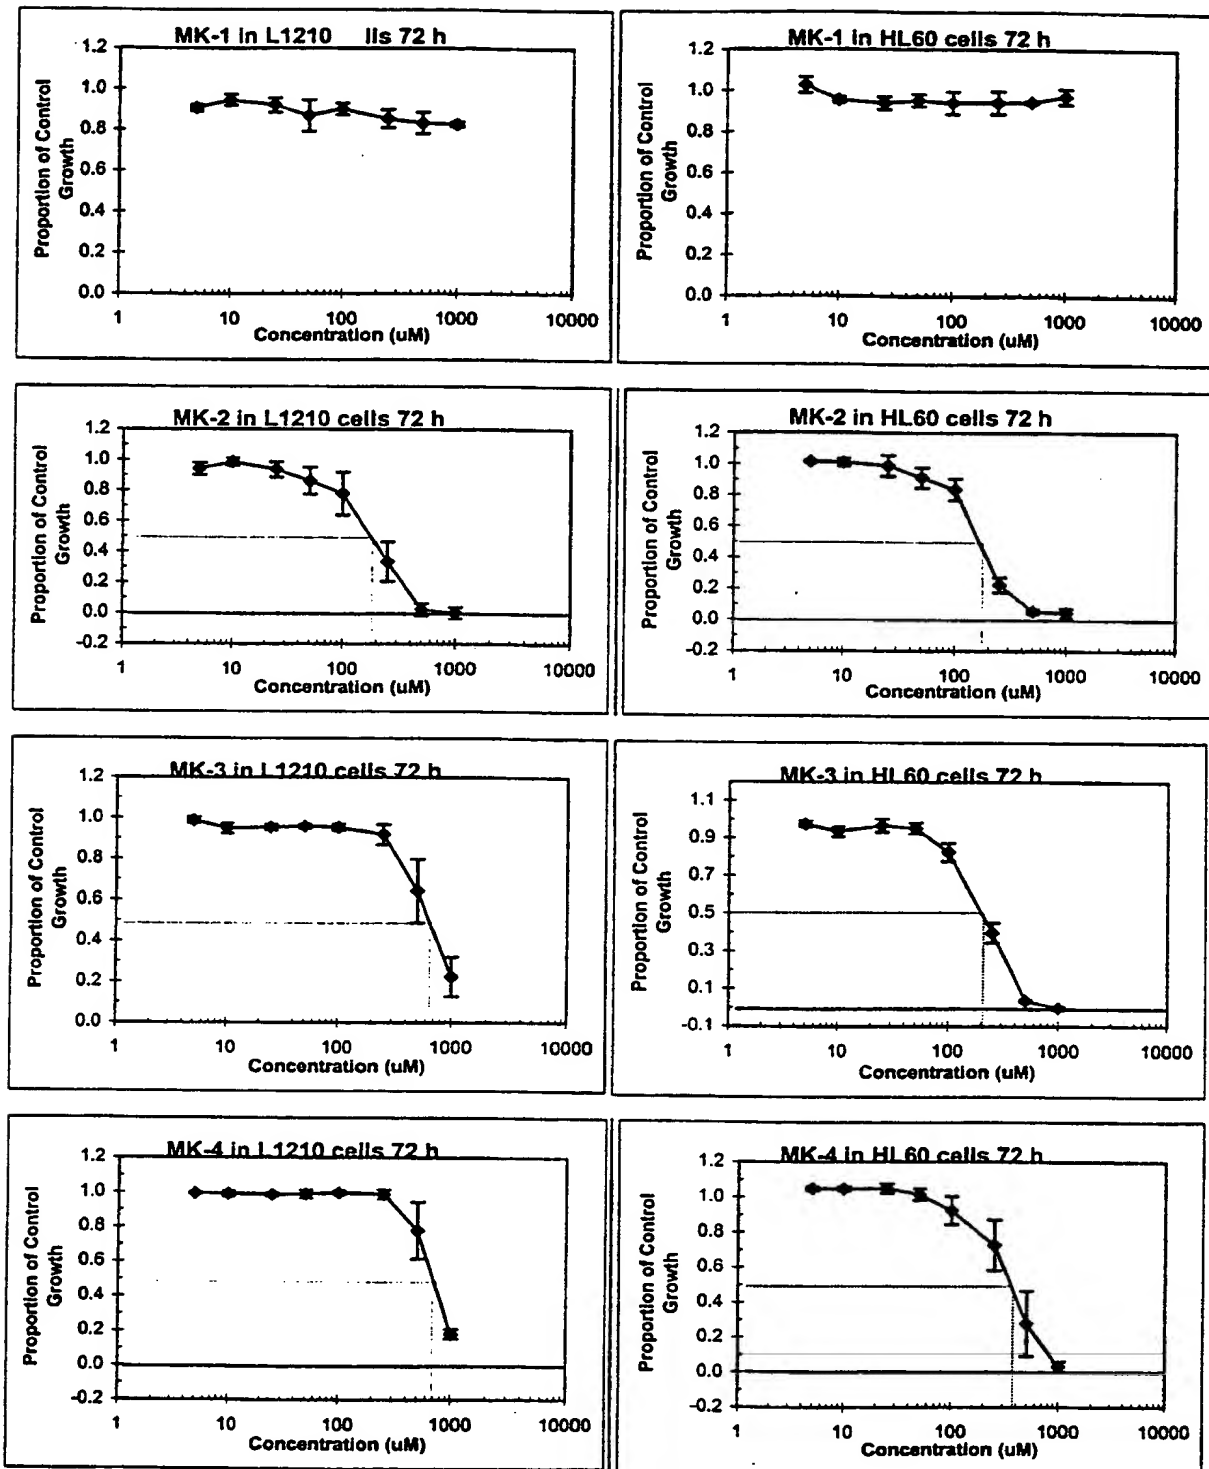 MK-1 in L1210 lls 72 h
Proportion of Control
Growth
1.2
1.0
0.8
0.6
0.4
0.2
0.0
1 10 100 1000 10000
Concentration (uM)
MK-1 in HL60 cells 72 h
Proportion of Control
Growth
1.2
1.0
0.8
0.6
0.4
0.2
0.0
1 10 100 1000 10000
Concentration (uM)
MK-2 in L1210 cells 72 h
Proportion of Control
Growth
1.2
1.0
0.8
0.6
0.4
0.2
0.0
-0.2
1 10 100 1000 10000
Concentration (uM)
MK-2 in HL60 cells 72 h
Proportion of Control
Growth
1.2
1.0
0.8
0.6
0.4
0.2
0.0
-0.2
1 10 100 1000 10000
Concentration (uM)
MK-3 in L1210 cells 72 h
Proportion of Control
Growth
1.2
1.0
0.8
0.6
0.4
0.2
0.0
1 10 100 1000 10000
Concentration (uM)
MK-3 in HL60 cells 72 h
Proportion of Control
Growth
1.1
0.9
0.7
0.5
0.3
0.1
-0.1
1 10 100 1000 10000
Concentration (uM)
MK-4 in L1210 cells 72 h
Proportion of Control
Growth
1.2
1.0
0.8
0.6
0.4
0.2
0.0
-0.2
1 10 100 1000 10000
Concentration (uM)
MK-4 in HL60 cells 72 h
Proportion of Control
Growth
1.2
1.0
0.8
0.6
0.4
0.2
0.0
-0.2
1 10 100 1000 10000
Concentration (uM)